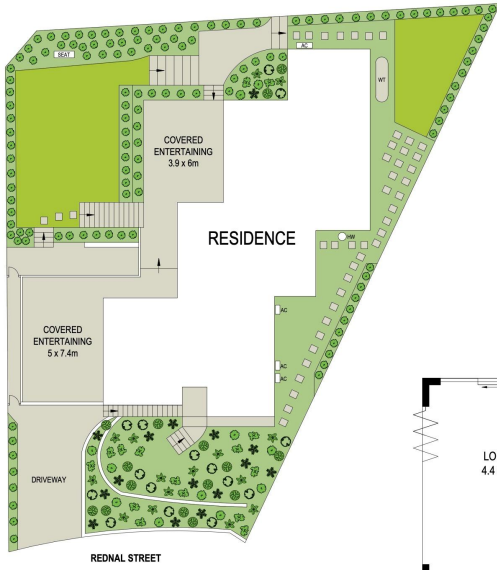 SEAT
AC
WT
COVERED
ENTERTAINING
3.9 x 6m
RESIDENCE
HW
AC
COVERED
ENTERTAINING
5 x 7.4m
AC
AC
LO
4.4
DRIVEWAY
REDNAL STREET